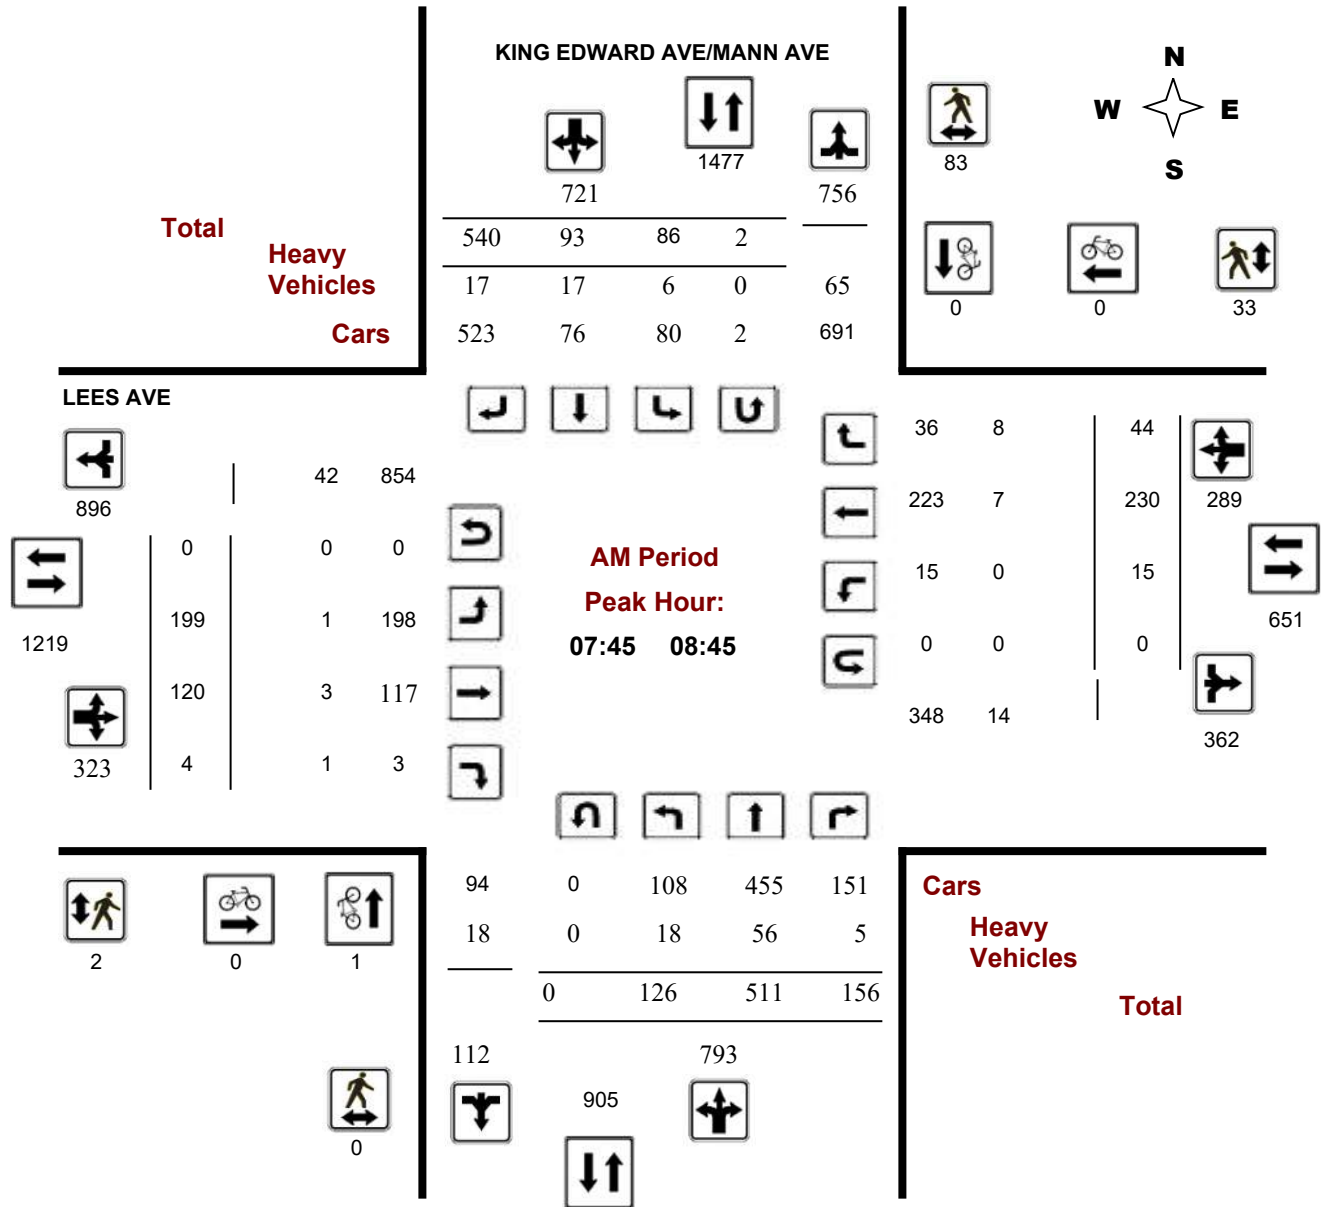 KING EDWARD AVE/MANN AVE
N
W E
S
1477
83
721 756
Total
540 93 86 2
Heavy
Vehicles
17 17 6 0 65
Cars
523 76 80 2 691
0 0 33
LEES AVE
896
42 854
0 0 0
199 1 198
1219
120 3 117
323
4 1 3
AM Period
Peak Hour:
07:45 08:45
36 8 44
223 7 230 289
15 0 15
651
0 0 0
348 14
362
94 0 108 455 151
18 0 18 56 5
0 126 511 156
Cars
Heavy
Vehicles
Total
2 0 1
112 793
905
0